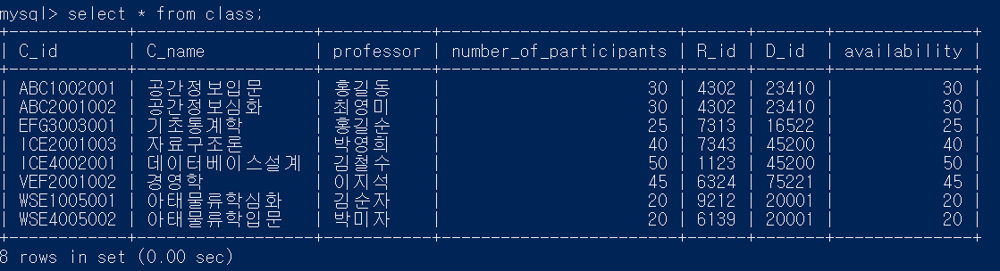 mysql> select * from class;
+------------+--------------------+-----------+------------------------+------+-------+--------------+
| C_id | C_name | professor | number_of_participants | R_id | D_id | availability |
+------------+--------------------+-----------+------------------------+------+-------+--------------+
| ABC1002001 | 공간정보입문 | 홍길동 | 30 | 4302 | 23410 | 30 |
| ABC2001002 | 공간정보심화 | 최영미 | 30 | 4302 | 23410 | 30 |
| EFG3003001 | 기초통계학 | 홍길순 | 25 | 7313 | 16522 | 25 |
| ICE2001003 | 자료구조론 | 박영희 | 40 | 7343 | 45200 | 40 |
| ICE4002001 | 데이터베이스설계 | 김철수 | 50 | 1123 | 45200 | 50 |
| VEF2001002 | 경영학 | 이지석 | 45 | 6324 | 75221 | 45 |
| WSE1005001 | 아태물류학심화 | 김순자 | 20 | 9212 | 20001 | 20 |
| WSE4005002 | 아태물류학입문 | 박미자 | 20 | 6139 | 20001 | 20 |
+------------+--------------------+-----------+------------------------+------+-------+--------------+
8 rows in set (0.00 sec)